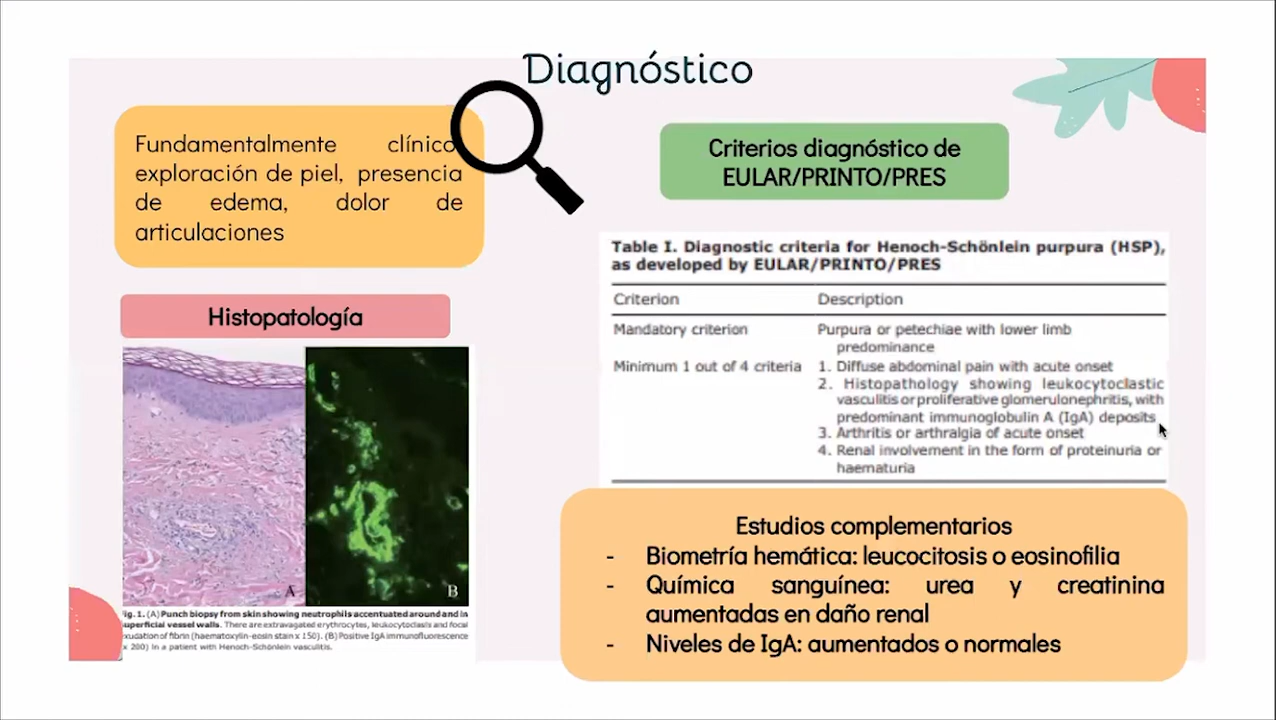 Diagnóstico
Fundamentalmente clínico
exploración de piel, presencia
de edema, dolor de
articulaciones
Histopatología
A
B
Fig. 1. (A) Punch biopsy from skin showing neutrophils accentuated around and in
superficial vessel walls. There are extravagated erythrocytes, leukocytoclasis and focal
exudation of fibrin (haematoxylin-eosin stain x 150). (B) Positive IgA immunofluorescence
x 200) in a patient with Henoch-Schönlein vasculitis.
Criterios diagnóstico de
EULAR/PRINTO/PRES
Table I. Diagnostic criteria for Henoch-Schönlein purpura (HSP),
as developed by EULAR/PRINTO/PRES
Criterion Description
Mandatory criterion Purpura or petechiae with lower limb
predominance
Minimum 1 out of 4 criteria 1. Diffuse abdominal pain with acute onset
2. Histopathology showing leukocytoclastic
vasculitis or proliferative glomerulonephritis, with
predominant immunoglobulin A (IgA) deposits
3. Arthritis or arthralgia of acute onset
4. Renal involvement in the form of proteinuria or
haematuria
Estudios complementarios
- Biometría hemática: leucocitosis o eosinofilia
- Química sanguínea: urea y creatinina
aumentadas en daño renal
- Niveles de IgA: aumentados o normales